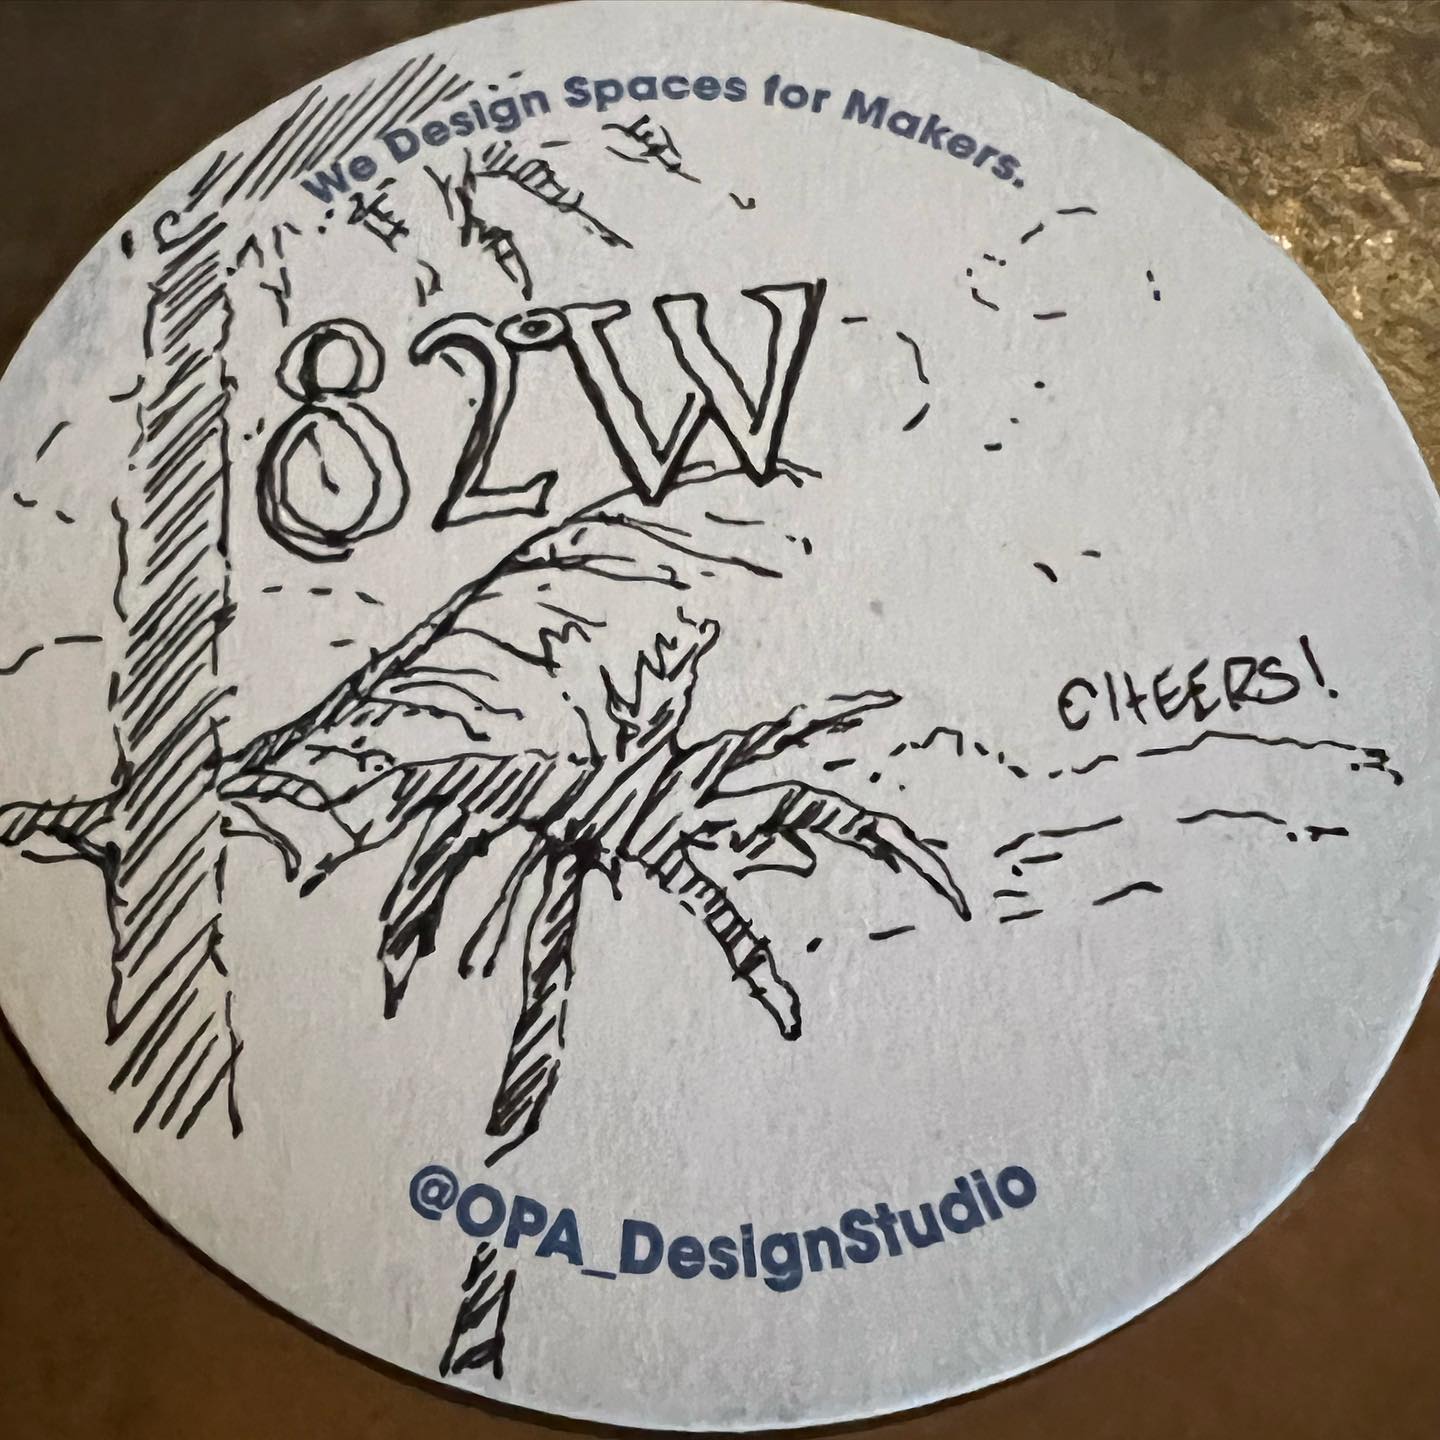 We Design Spaces for Makers.
82°W
CHEERS!
@OPA_DesignStudio